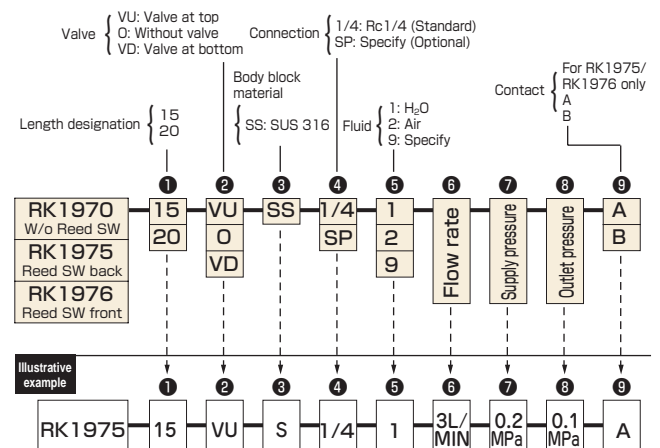 VU: Valve at top
Valve { O: Without valve
VD: Valve at bottom
Connection { 1/4: Rc1/4 (Standard)
SP: Specify (Optional)
Length designation { 15
20
Body block
material
{ SS: SUS 316
Fluid { 1: H₂O
2: Air
9: Specify
Contact { For RK1975/
RK1976 only
A
B
❶ ❷ ❸ ❹ ❺ ❻ ❼ ❽ ❾
RK1970
W/o Reed SW
RK1975
Reed SW back
RK1976
Reed SW front
15 VU SS 1/4 1 A
20 O SP 2 B
VD 9
Flow rate
Supply pressure
Outlet pressure
Illustrative
example
❶ ❷ ❸ ❹ ❺ ❻ ❼ ❽ ❾
RK1975 15 VU S 1/4 1 3L/MIN 0.2 MPa 0.1 MPa A